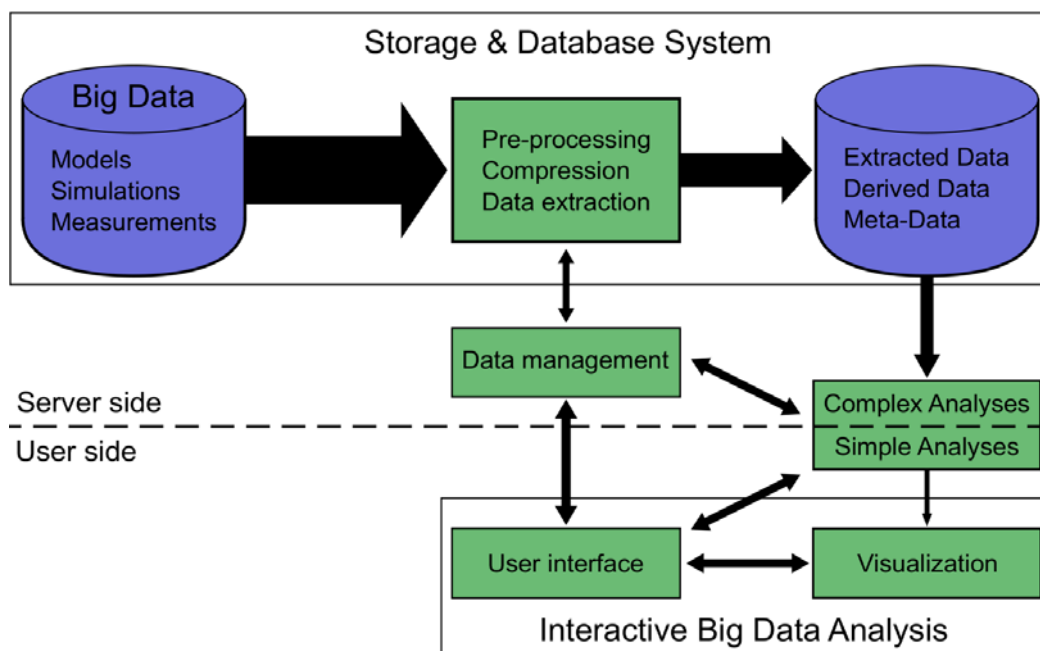 Storage & Database System
Big Data
Models
Simulations
Measurements
Pre-processing
Compression
Data extraction
Extracted Data
Derived Data
Meta-Data
Data management
Server side
User side
Complex Analyses
Simple Analyses
User interface
Visualization
Interactive Big Data Analysis